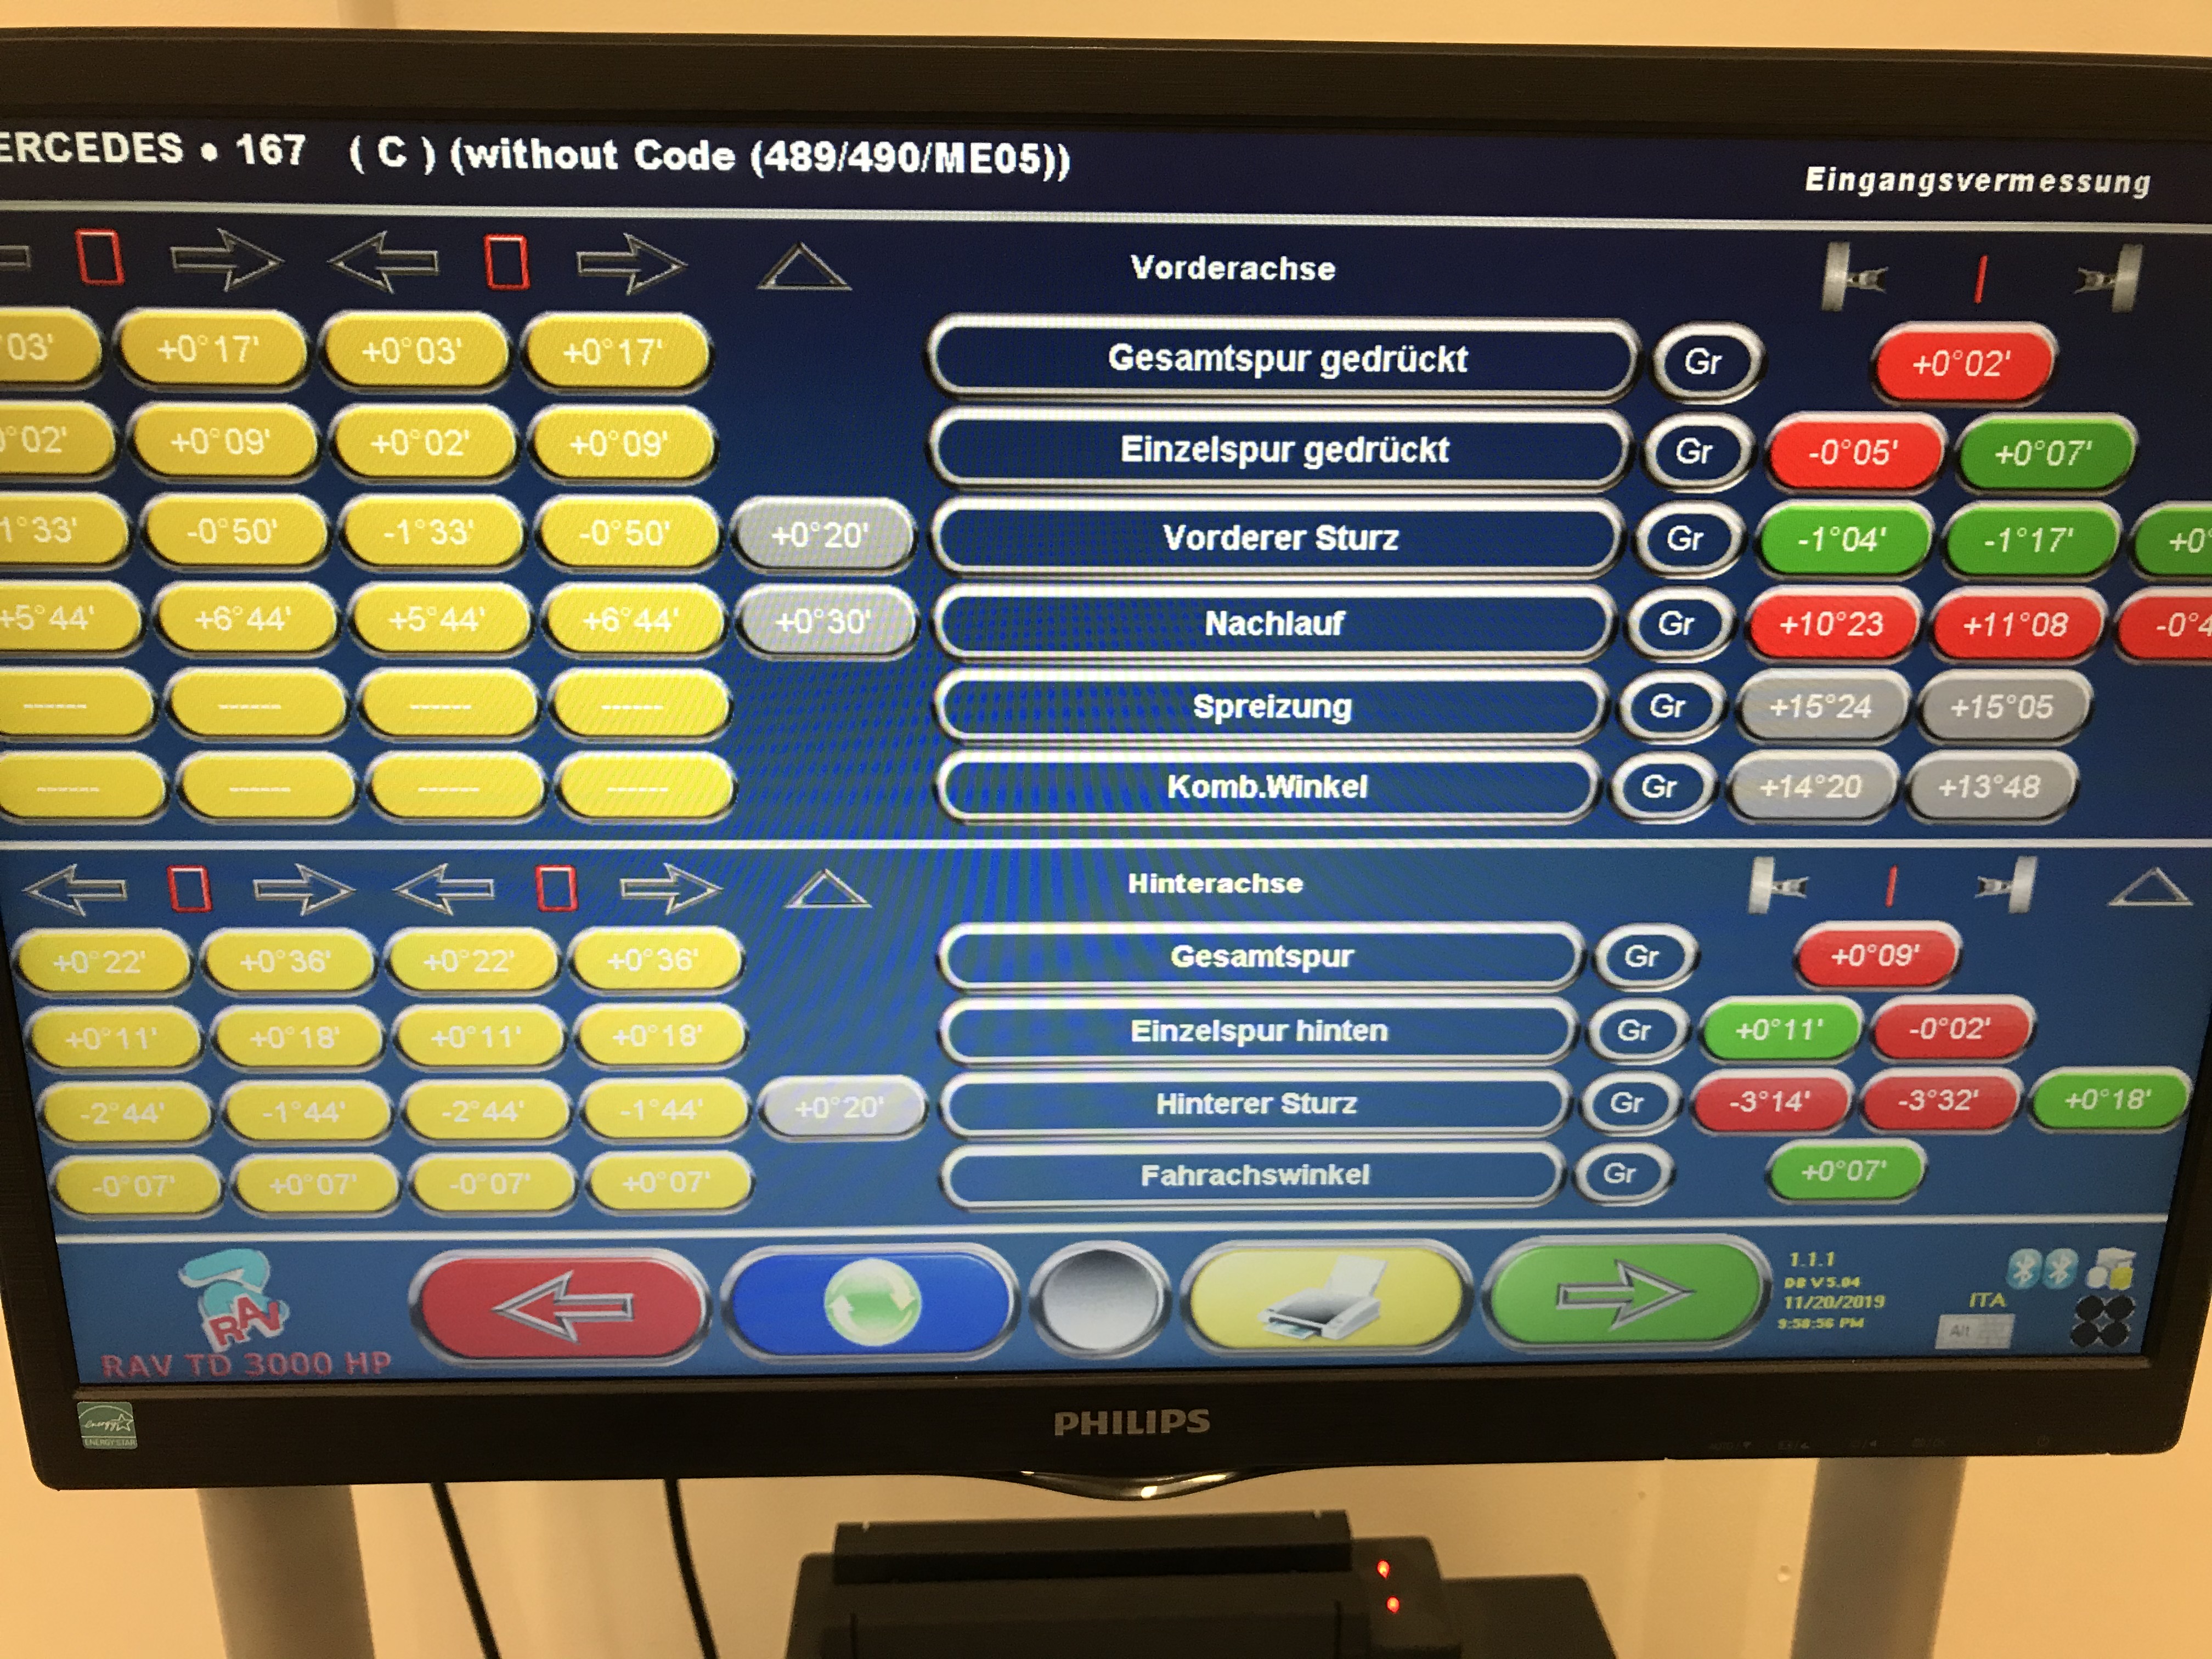 ERCEDES • 167 ( C ) (without Code (489/490/ME05))
Eingangsvermessung
Vorderachse
03' +0°17' +0°03' +0°17' Gesamtspur gedrückt Gr +0°02'
0°02' +0°09' +0°02' +0°09' Einzelspur gedrückt Gr -0°05' +0°07'
1°33' -0°50' -1°33' -0°50' +0°20' Vorderer Sturz Gr -1°04' -1°17' +0°
+5°44' +6°44' +5°44' +6°44' +0°30' Nachlauf Gr +10°23 +11°08 -0°4
------ ------ ------ ------ Spreizung Gr +15°24 +15°05
------ ------ ------ ------ Komb.Winkel Gr +14°20 +13°48
Hinterachse
+0°22' +0°36' +0°22' +0°36' Gesamtspur Gr +0°09'
+0°11' +0°18' +0°11' +0°18' Einzelspur hinten Gr +0°11' -0°02'
-2°44' -1°44' -2°44' -1°44' +0°20' Hinterer Sturz Gr -3°14' -3°32' +0°18'
-0°07' +0°07' -0°07' +0°07' Fahrachswinkel Gr +0°07'
RAV
RAV TD 3000 HP
1.1.1
DB V 5.04
11/20/2019
9:58:56 PM
ITA
Alt
energy
ENERGY STAR
PHILIPS